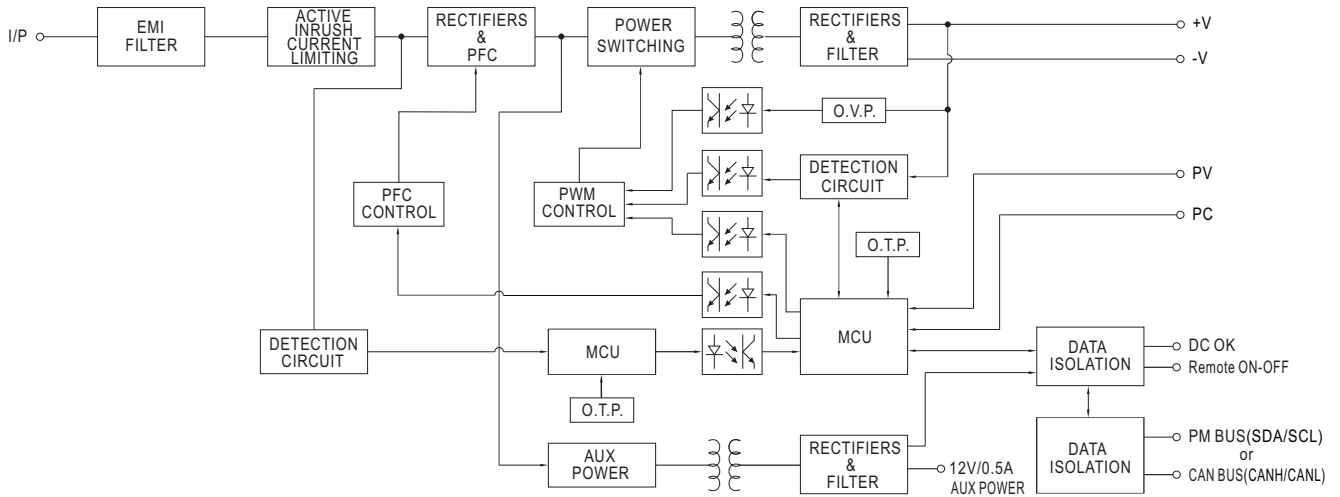 I/P
EMI
FILTER
ACTIVE
INRUSH
CURRENT
LIMITING
RECTIFIERS
&
PFC
POWER
SWITCHING
RECTIFIERS
&
FILTER
+V
-V
O.V.P.
DETECTION
CIRCUIT
PFC
CONTROL
PWM
CONTROL
PV
PC
O.T.P.
MCU
DETECTION
CIRCUIT
MCU
O.T.P.
DATA
ISOLATION
DC OK
Remote ON-OFF
AUX
POWER
RECTIFIERS
&
FILTER
12V/0.5A
AUX POWER
DATA
ISOLATION
PM BUS(SDA/SCL)
or
CAN BUS(CANH/CANL)